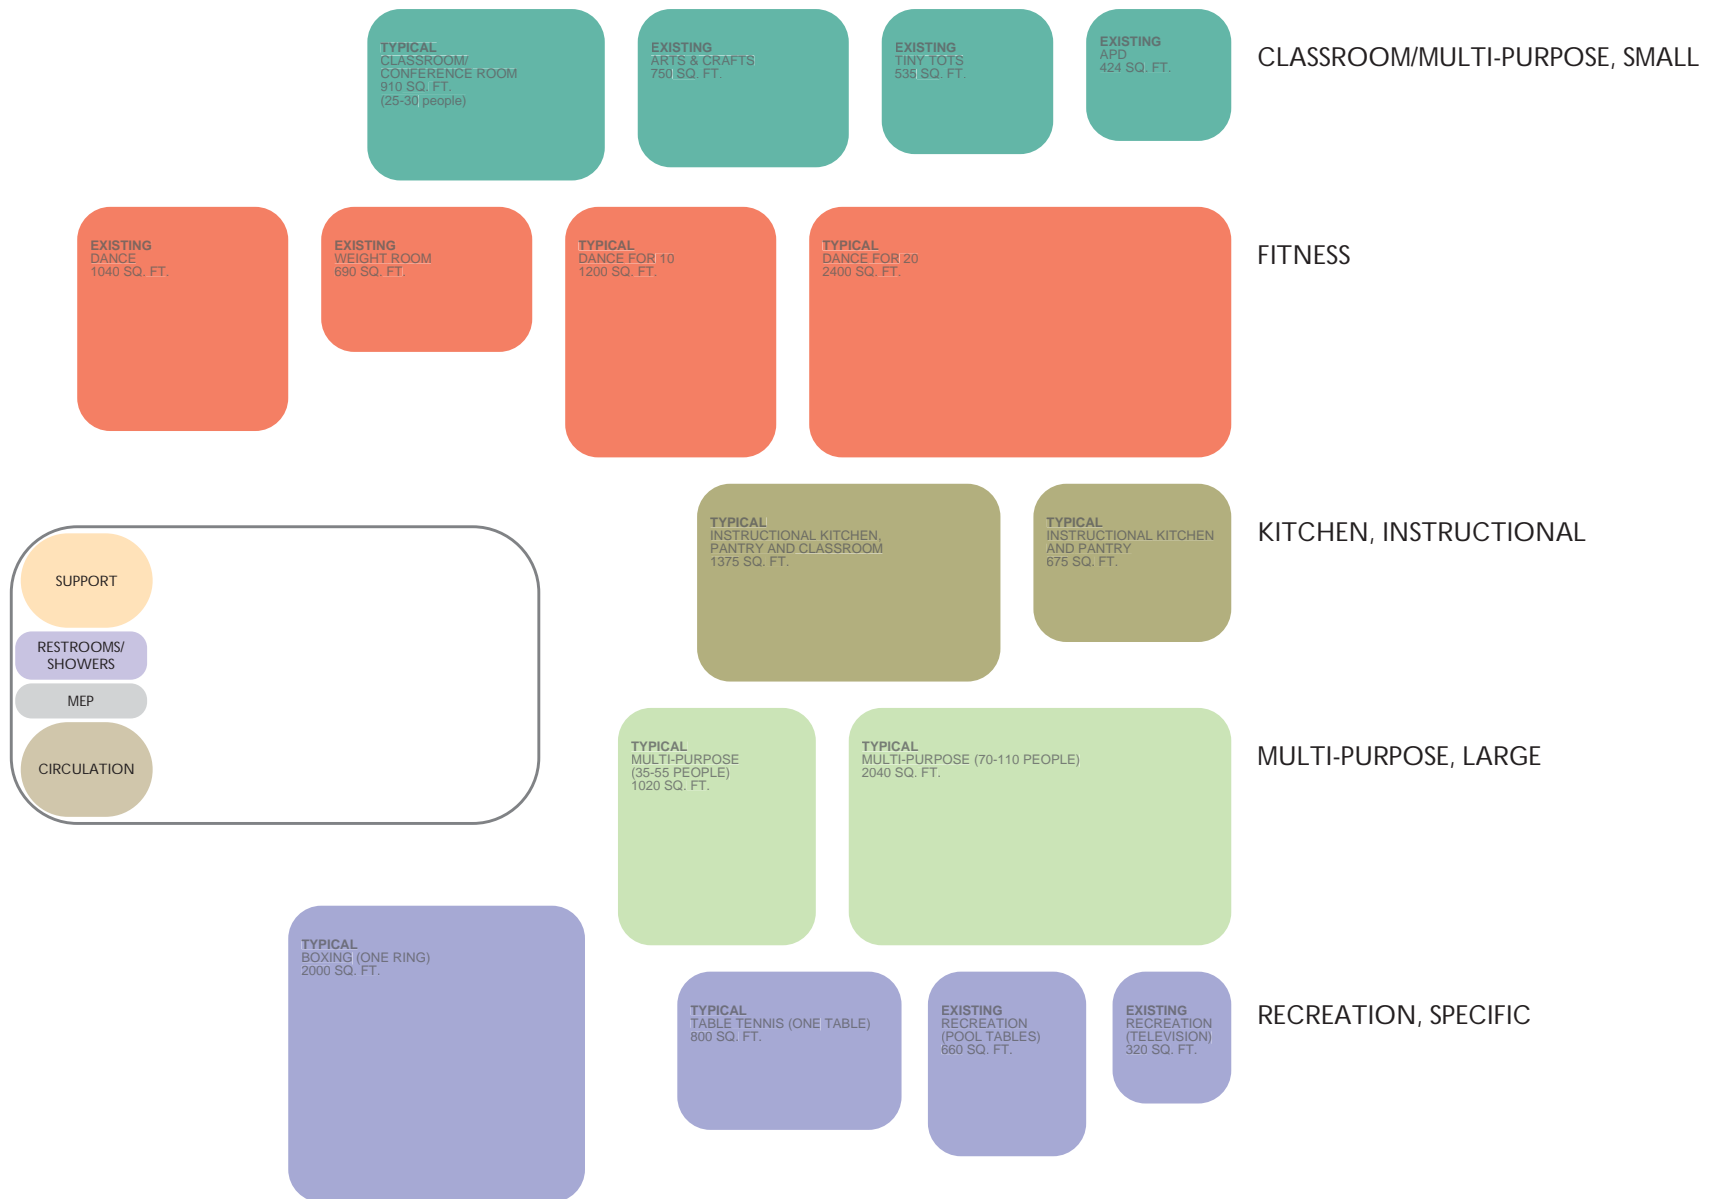 TYPICAL
CLASSROOM/
CONFERENCE ROOM
910 SQ. FT.
(25-30 people)
EXISTING
ARTS & CRAFTS
750 SQ. FT.
EXISTING
TINY TOTS
535 SQ. FT.
EXISTING
APD
424 SQ. FT.
CLASSROOM/MULTI-PURPOSE, SMALL
EXISTING
DANCE
1040 SQ. FT.
EXISTING
WEIGHT ROOM
690 SQ. FT.
TYPICAL
DANCE FOR 10
1200 SQ. FT.
TYPICAL
DANCE FOR 20
2400 SQ. FT.
FITNESS
TYPICAL
INSTRUCTIONAL KITCHEN,
PANTRY AND CLASSROOM
1375 SQ. FT.
TYPICAL
INSTRUCTIONAL KITCHEN
AND PANTRY
675 SQ. FT.
KITCHEN, INSTRUCTIONAL
SUPPORT
RESTROOMS/
SHOWERS
MEP
CIRCULATION
TYPICAL
MULTI-PURPOSE
(35-55 PEOPLE)
1020 SQ. FT.
TYPICAL
MULTI-PURPOSE (70-110 PEOPLE)
2040 SQ. FT.
MULTI-PURPOSE, LARGE
TYPICAL
BOXING (ONE RING)
2000 SQ. FT.
TYPICAL
TABLE TENNIS (ONE TABLE)
800 SQ. FT.
EXISTING
RECREATION
(POOL TABLES)
660 SQ. FT.
EXISTING
RECREATION
(TELEVISION)
320 SQ. FT.
RECREATION, SPECIFIC